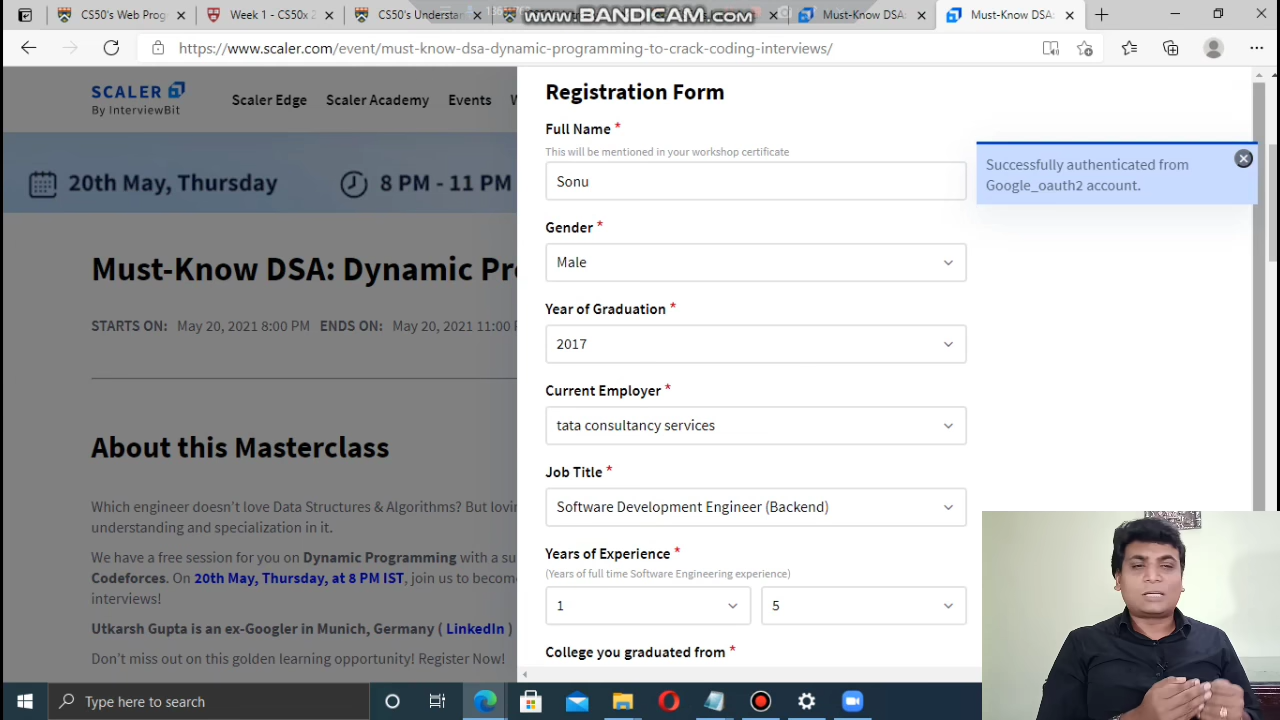 CS50's Web Prog
Week 1 - CS50x 2
CS50's Understan
www.BANDICAM.com
Must-Know DSA:
Must-Know DSA:
https://www.scaler.com/event/must-know-dsa-dynamic-programming-to-crack-coding-interviews/
SCALER
By InterviewBit
Scaler Edge
Scaler Academy
Events
W
20th May, Thursday
8 PM - 11 PM
Must-Know DSA: Dynamic Pr
STARTS ON: May 20, 2021 8:00 PM ENDS ON: May 20, 2021 11:00 P
About this Masterclass
Which engineer doesn't love Data Structures & Algorithms? But lovin
understanding and specialization in it.
We have a free session for you on Dynamic Programming with a su
Codeforces. On 20th May, Thursday, at 8 PM IST, join us to become
interviews!
Utkarsh Gupta is an ex-Googler in Munich, Germany ( LinkedIn )
Don't miss out on this golden learning opportunity! Register Now!
Registration Form
Full Name *
This will be mentioned in your workshop certificate
Sonu
Gender *
Male
Year of Graduation *
2017
Current Employer *
tata consultancy services
Job Title *
Software Development Engineer (Backend)
Years of Experience *
(Years of full time Software Engineering experience)
1
5
College you graduated from *
Successfully authenticated from
Google_oauth2 account.
Type here to search